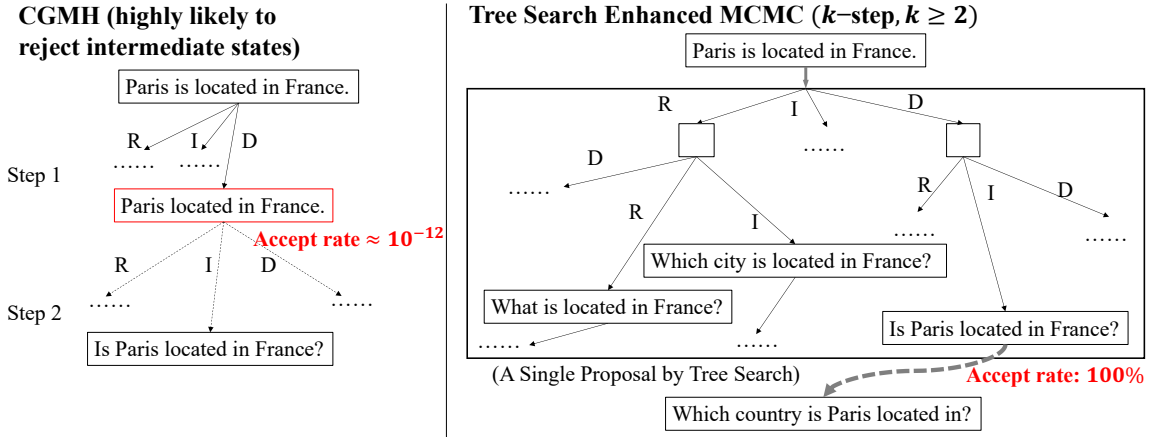 CGMH (highly likely to
reject intermediate states)
Paris is located in France.
R I D
…… ……
Step 1
Paris located in France.
Accept rate ≈ 10⁻¹²
R I D
…… ……
Step 2
Is Paris located in France?
Tree Search Enhanced MCMC (k−step, k ≥ 2)
Paris is located in France.
R I D
……
D R I
……
R I D
…… ……
Which city is located in France?
What is located in France?
Is Paris located in France?
…… ……
(A Single Proposal by Tree Search)
Accept rate: 100%
Which country is Paris located in?